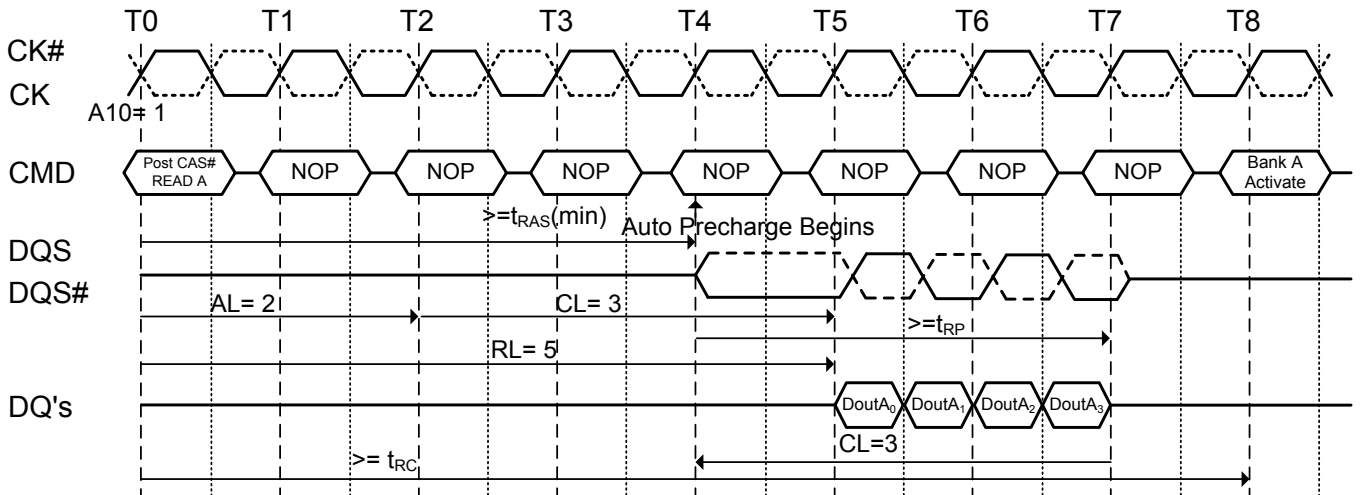 T0 T1 T2 T3 T4 T5 T6 T7 T8
CK#
CK
A10= 1
CMD
Post CAS#
READ A
NOP NOP NOP NOP NOP NOP NOP
Bank A
Activate
>=tRAS(min)
Auto Precharge Begins
DQS
DQS#
AL= 2
CL= 3
>=tRP
RL= 5
DQ's
DoutA0 DoutA1 DoutA2 DoutA3
CL=3
>= tRC